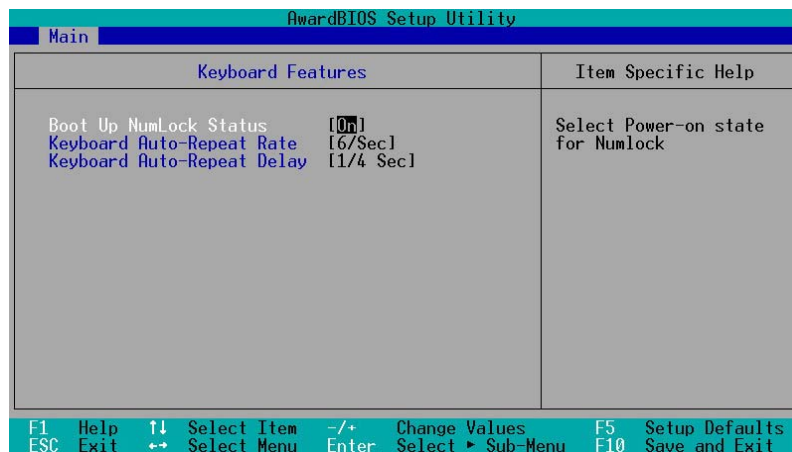 AwardBIOS Setup Utility
Main
Keyboard Features
Item Specific Help
Boot Up NumLock Status [On]
Keyboard Auto-Repeat Rate [6/Sec]
Keyboard Auto-Repeat Delay [1/4 Sec]
Select Power-on state
for Numlock
F1 Help ↑↓ Select Item -/+ Change Values F5 Setup Defaults
ESC Exit ←→ Select Menu Enter Select ► Sub-Menu F10 Save and Exit